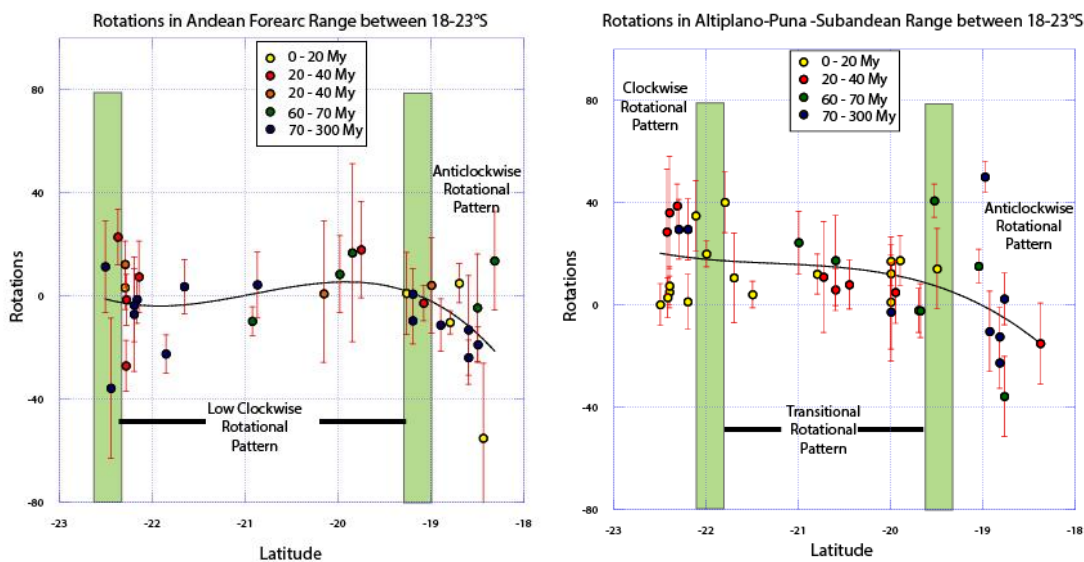 Rotations in Andean Forearc Range between 18-23°S
0 - 20 My
20 - 40 My
20 - 40 My
60 - 70 My
70 - 300 My
Anticlockwise
Rotational
Pattern
Low Clockwise
Rotational
Pattern
80
40
0
-40
-80
Rotations
-23
-22
-21
-20
-19
-18
Latitude
Rotations in Altiplano-Puna -Subandean Range between 18-23°S
0 - 20 My
20 - 40 My
60 - 70 My
70 - 300 My
Clockwise
Rotational
Pattern
Anticlockwise
Rotational
Pattern
Transitional
Rotational
Pattern
80
40
0
-40
-80
Rotations
-23
-22
-21
-20
-19
-18
Latitude